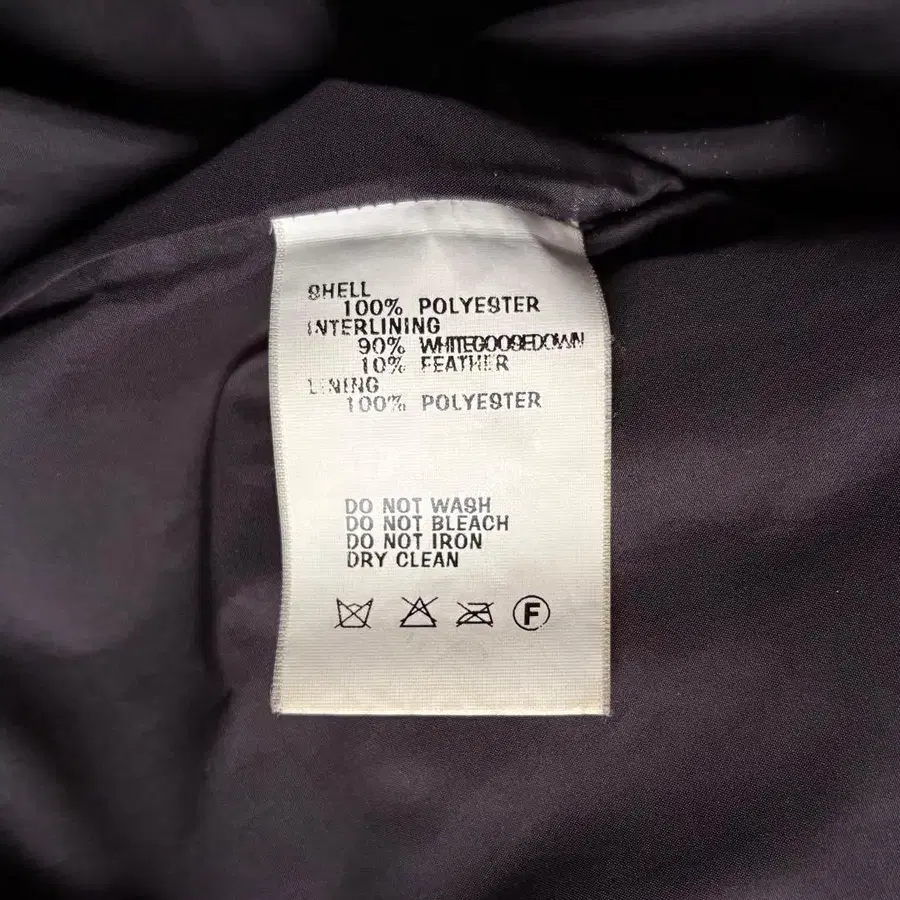 SHELL
100% POLYESTER
INTERLINING
90% WHITEGOOSEDOWN
10% FEATHER
LINING
100% POLYESTER
DO NOT WASH
DO NOT BLEACH
DO NOT IRON
DRY CLEAN
F